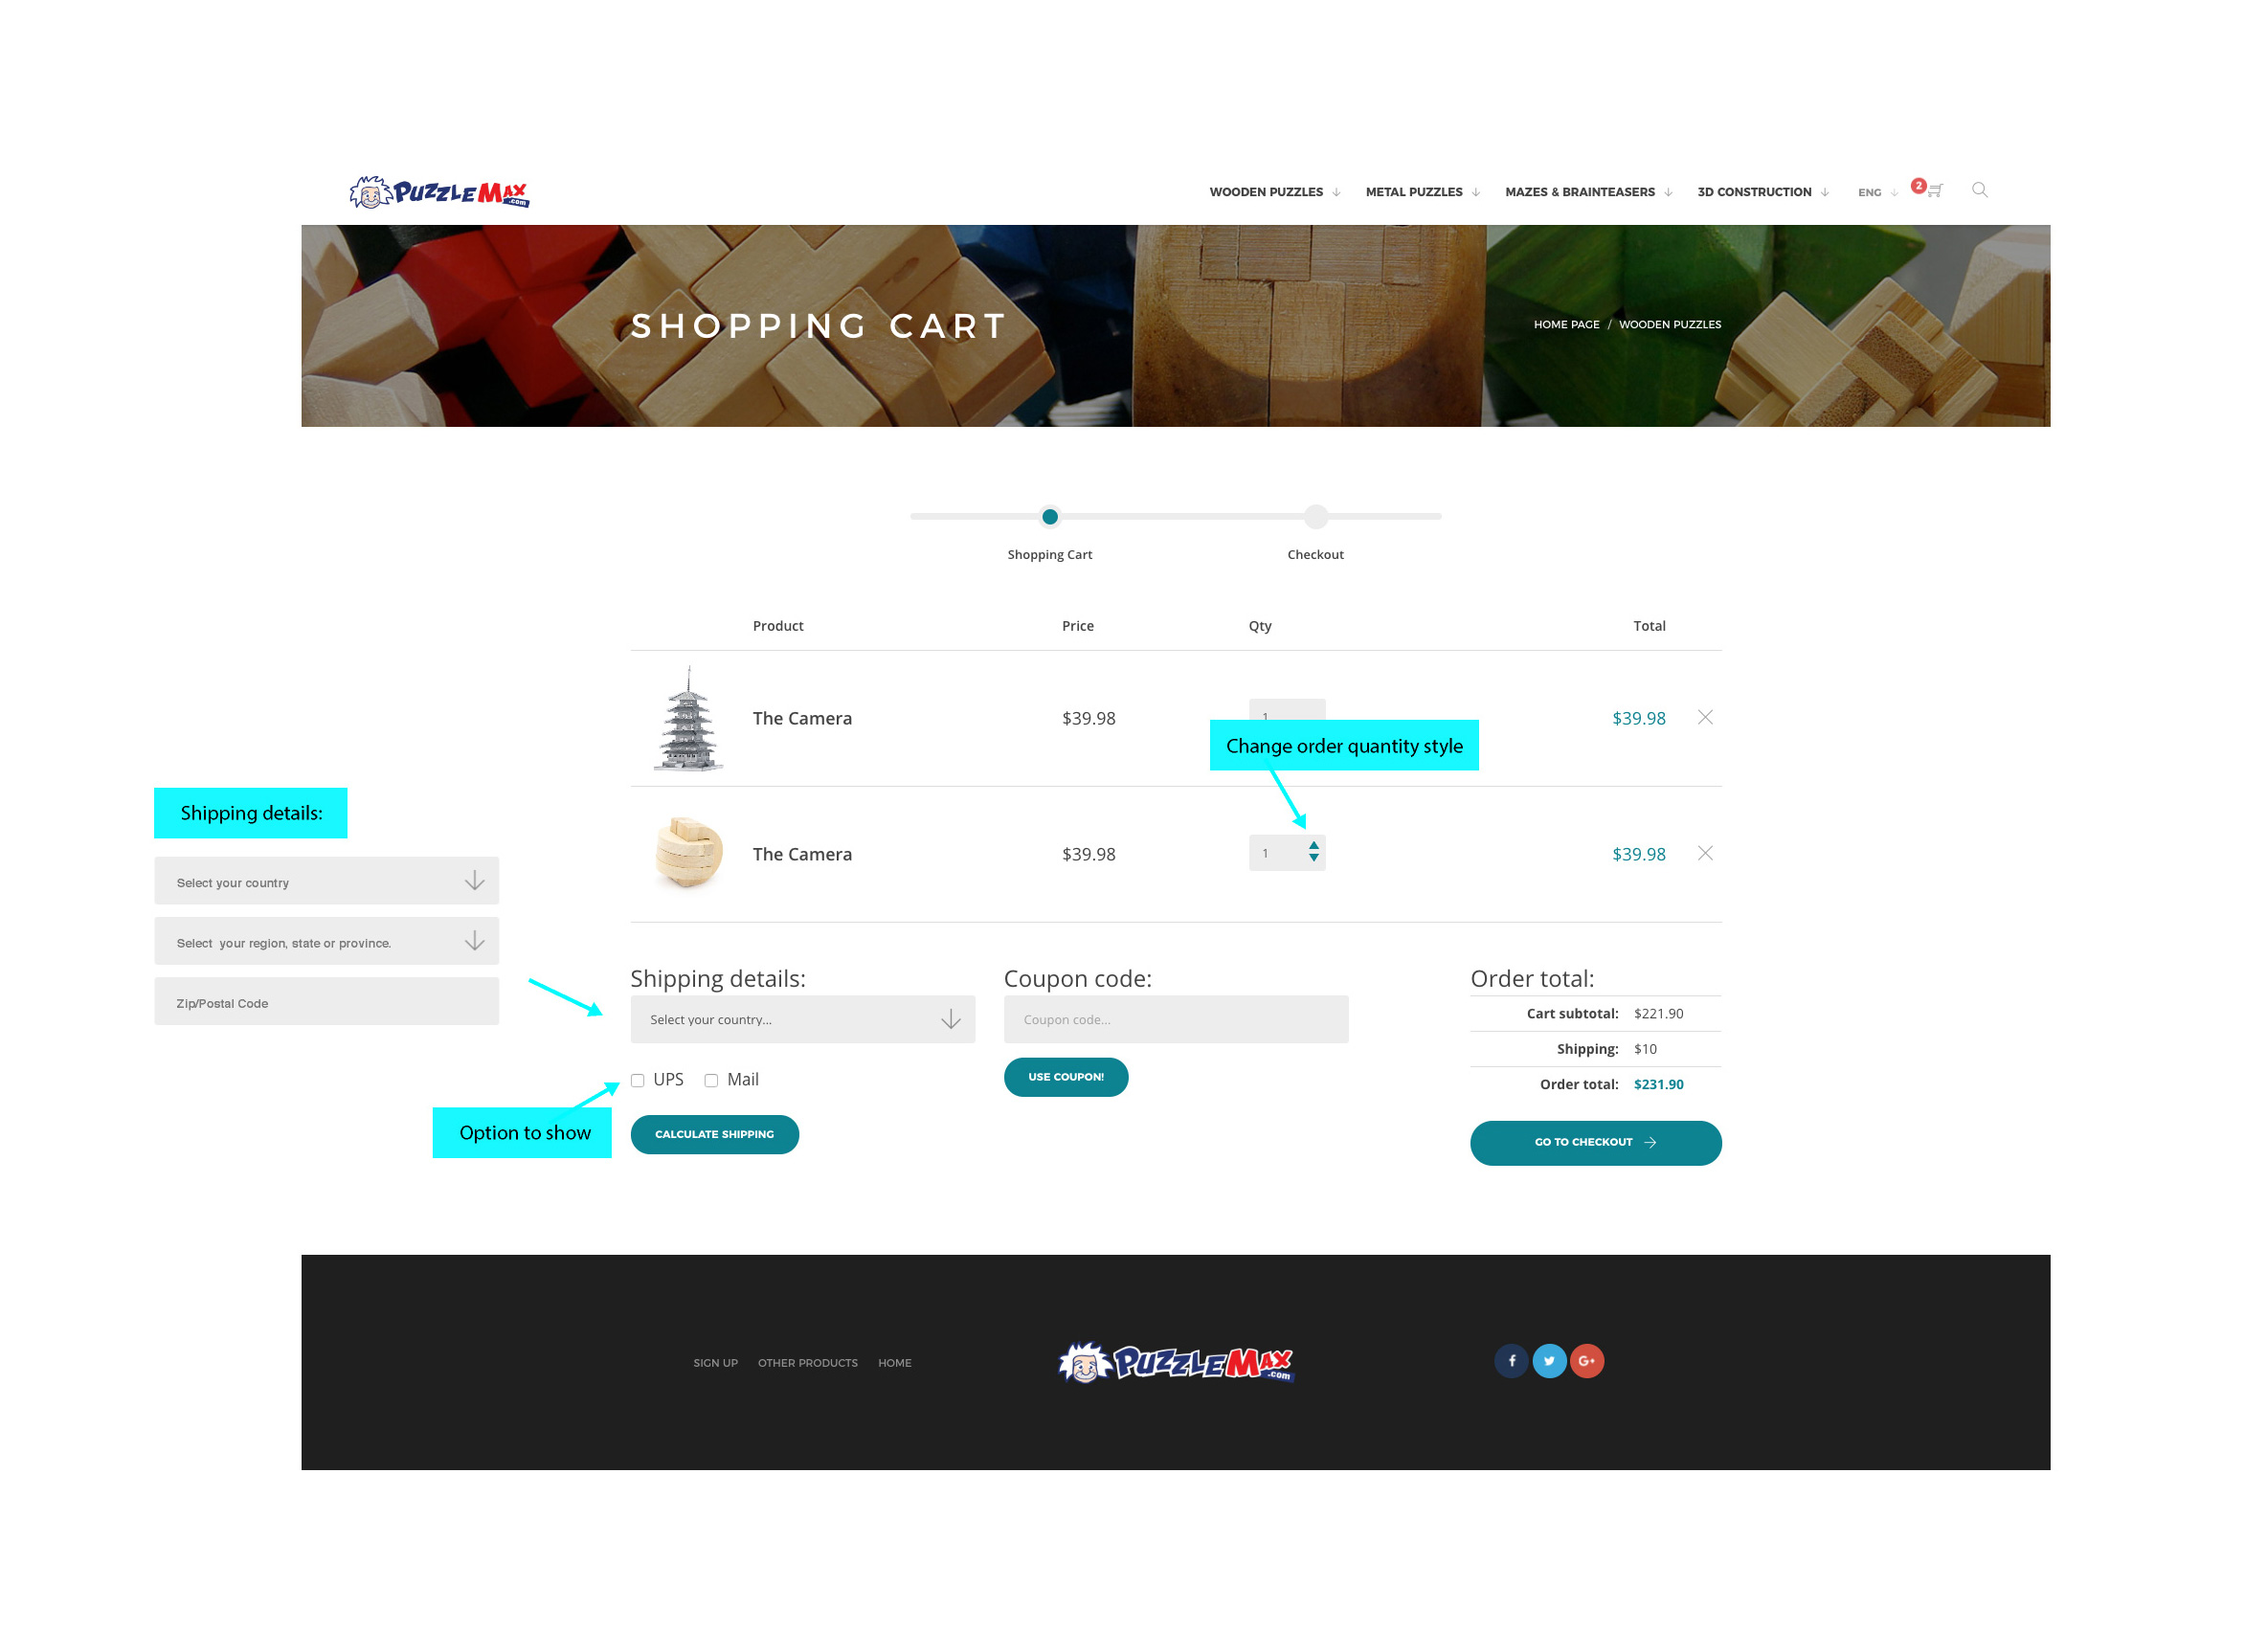 PUZZLEMAX
.com
WOODEN PUZZLES METAL PUZZLES MAZES & BRAINTEASERS 3D CONSTRUCTION ENG 2
SHOPPING CART
HOME PAGE / WOODEN PUZZLES
Shopping Cart Checkout
Product Price Qty Total
The Camera $39.98 1 $39.98
Change order quantity style
The Camera $39.98 1 $39.98
Shipping details:
Select your country
Select your region, state or province.
Zip/Postal Code
Shipping details:
Select your country...
UPS Mail
Option to show
CALCULATE SHIPPING
Coupon code:
Coupon code...
USE COUPON!
Order total:
Cart subtotal: $221.90
Shipping: $10
Order total: $231.90
GO TO CHECKOUT
SIGN UP OTHER PRODUCTS HOME
PUZZLEMAX
.com
f G+